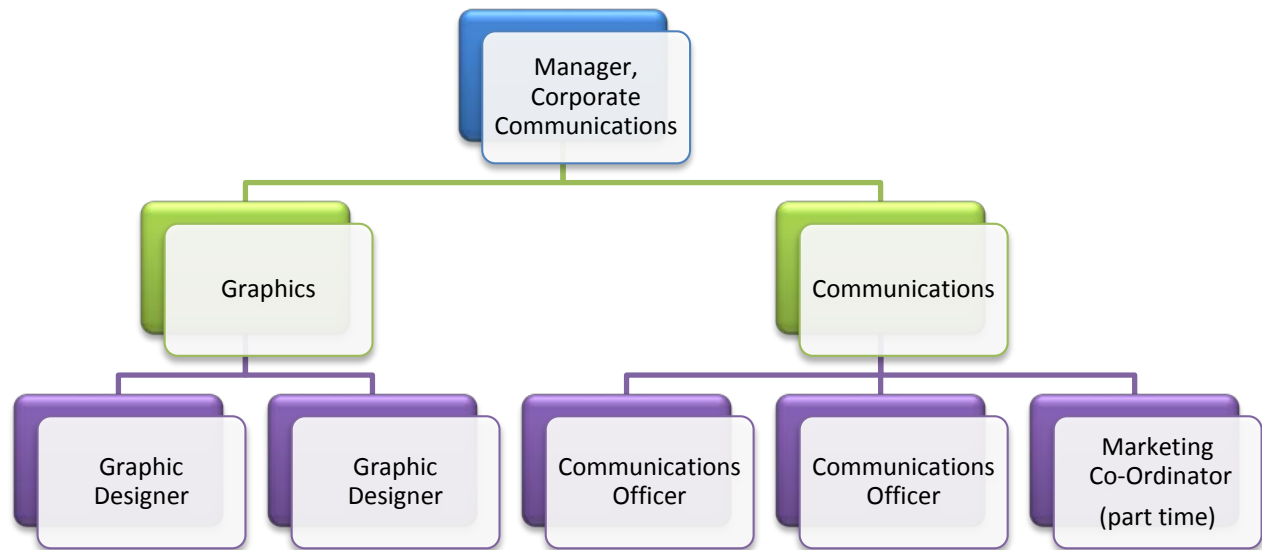 Manager,
Corporate
Communications
Graphics
Communications
Graphic
Designer
Graphic
Designer
Communications
Officer
Communications
Officer
Marketing
Co-Ordinator
(part time)